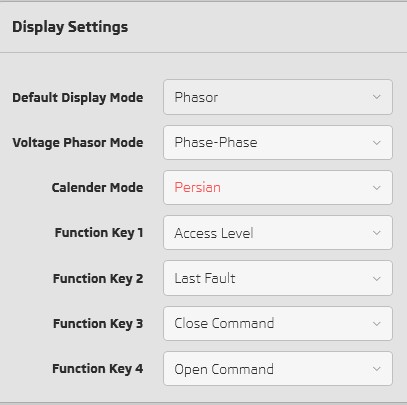 Display Settings
Default Display Mode Phasor
Voltage Phasor Mode Phase-Phase
Calender Mode Persian
Function Key 1 Access Level
Function Key 2 Last Fault
Function Key 3 Close Command
Function Key 4 Open Command